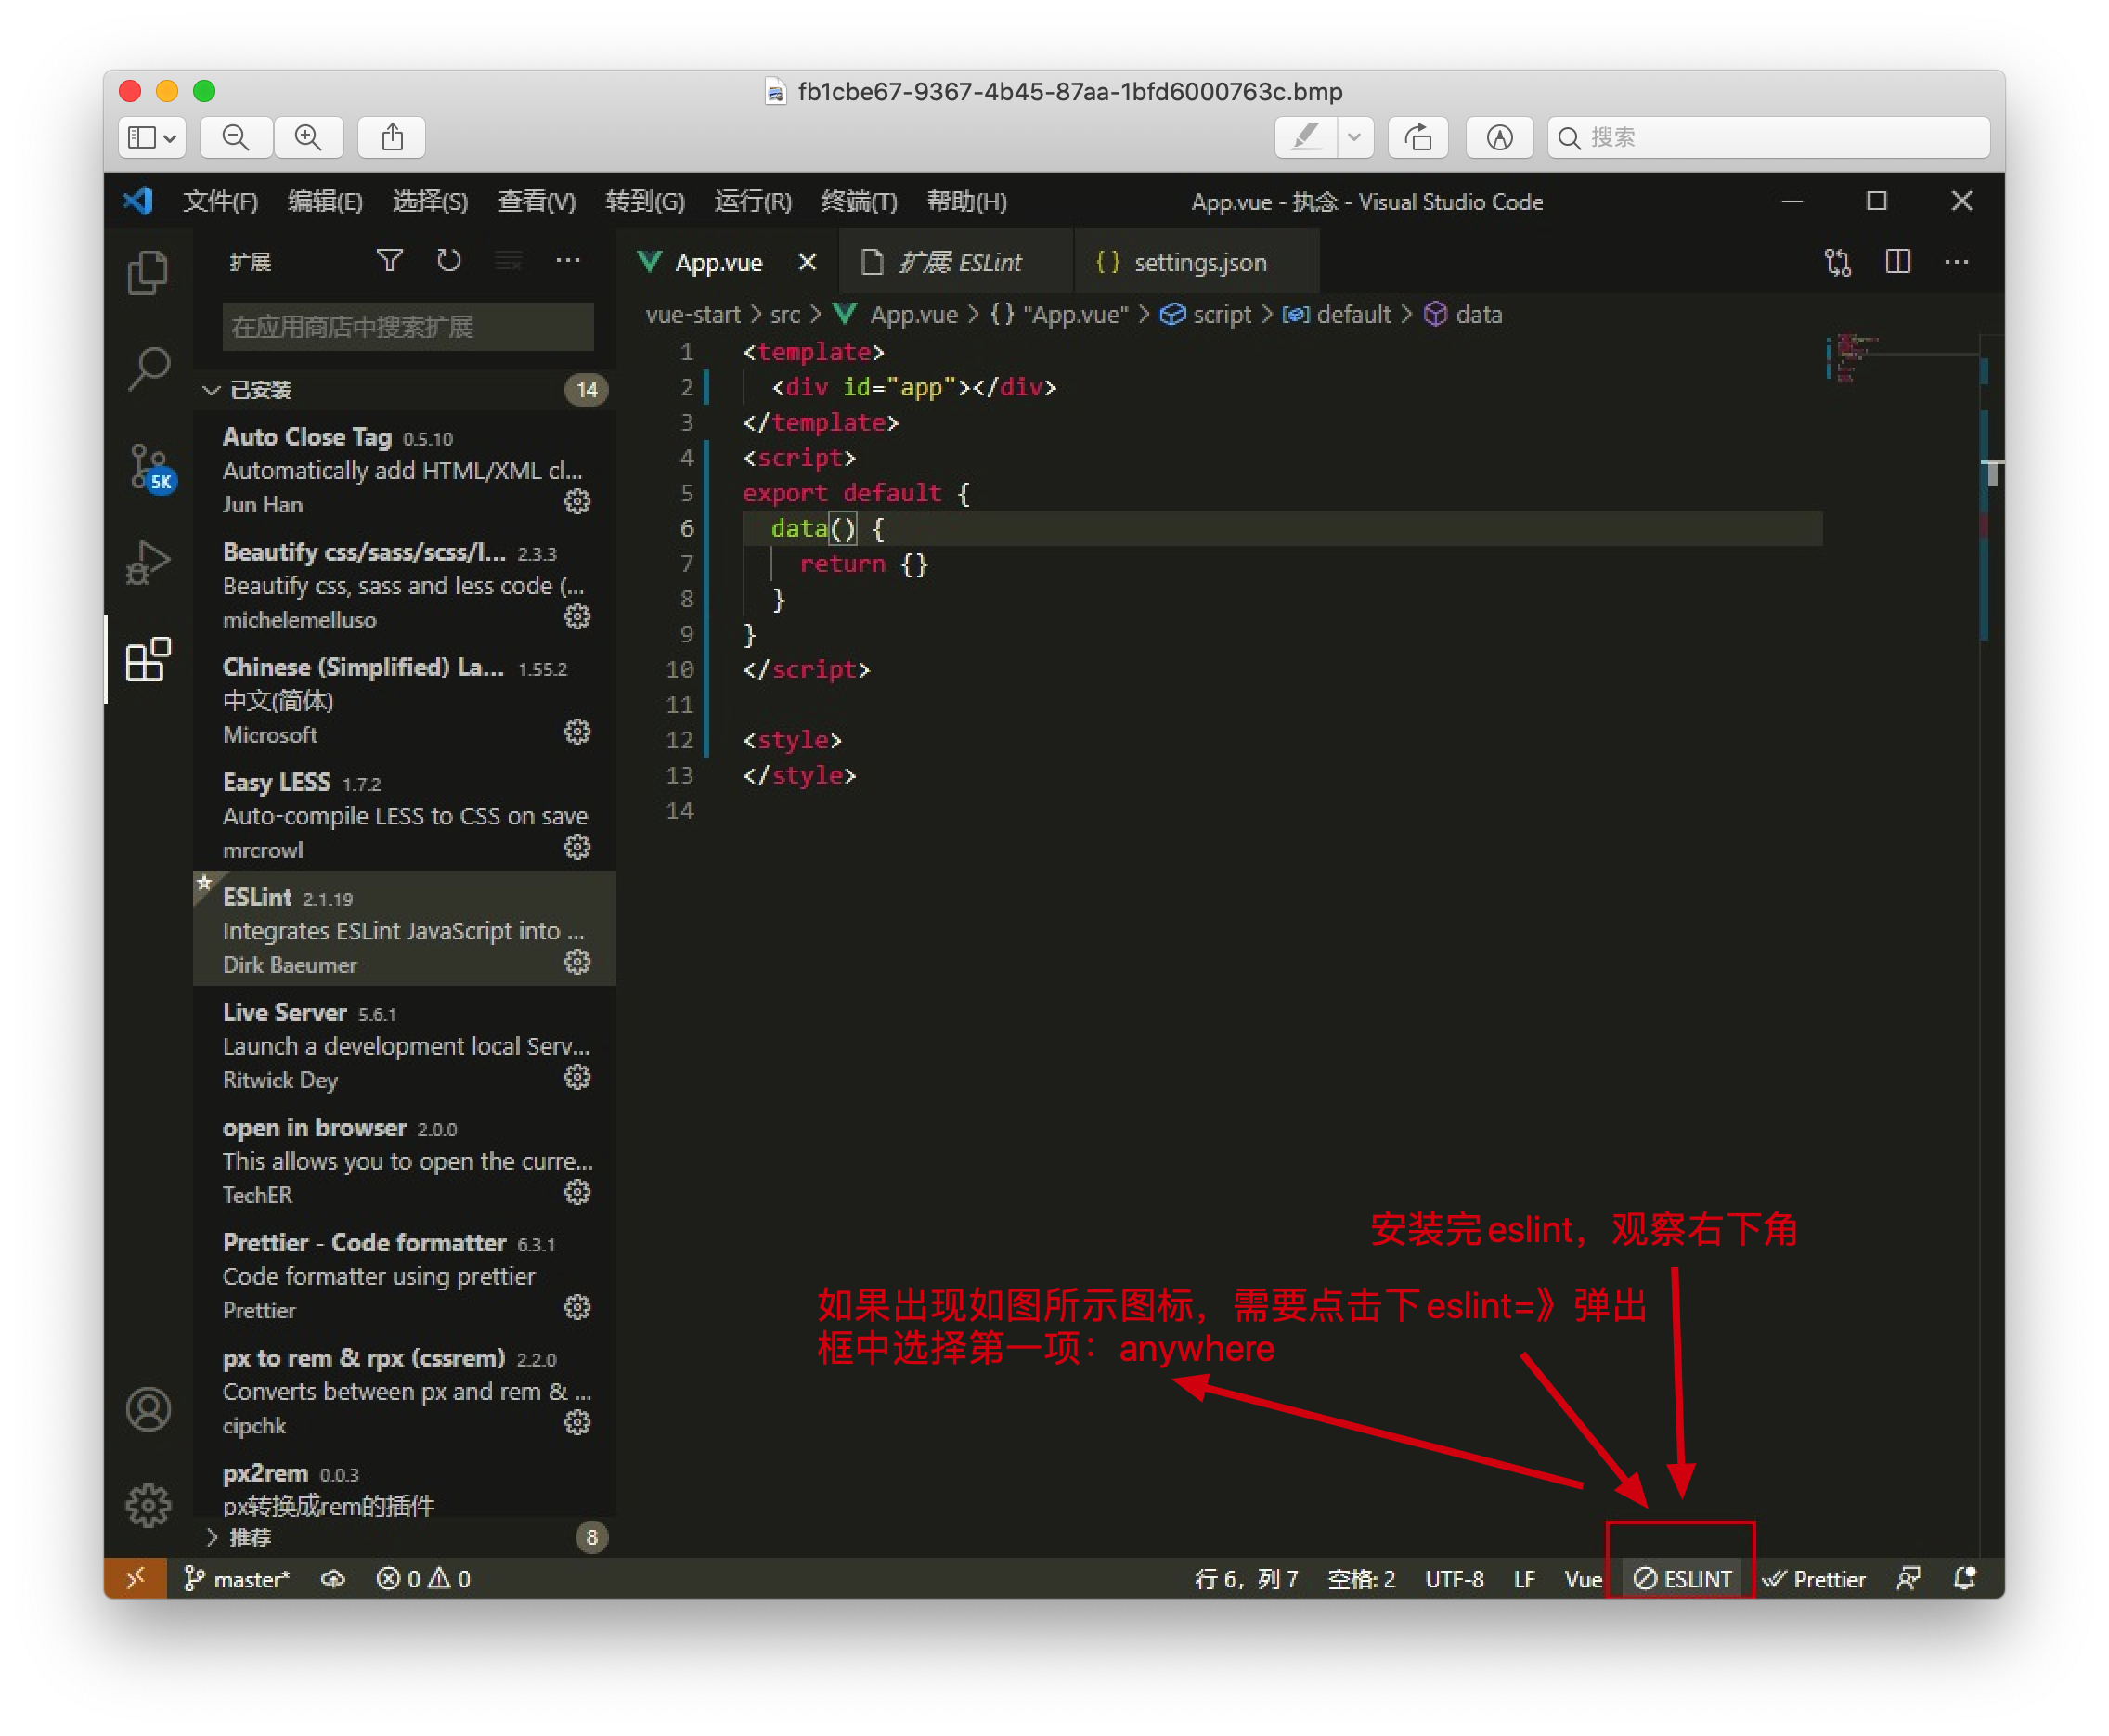 fb1cbe67-9367-4b45-87aa-1bfd6000763c.bmp
搜索
文件(F) 编辑(E) 选择(S) 查看(V) 转到(G) 运行(R) 终端(T) 帮助(H) App.vue - 执念 - Visual Studio Code
扩展
App.vue 扩展 ESLint {} settings.json
vue-start > src > App.vue > {} "App.vue" > script > default > data
在应用商店中搜索扩展
已安装 14
Auto Close Tag 0.5.10
Automatically add HTML/XML cl...
Jun Han
Beautify css/sass/scss/l... 2.3.3
Beautify css, sass and less code (...
michelemelluso
Chinese (Simplified) La... 1.55.2
中文(简体)
Microsoft
Easy LESS 1.7.2
Auto-compile LESS to CSS on save
mrcrowl
ESLint 2.1.19
Integrates ESLint JavaScript into ...
Dirk Baeumer
Live Server 5.6.1
Launch a development local Serv...
Ritwick Dey
open in browser 2.0.0
This allows you to open the curre...
TechER
Prettier - Code formatter 6.3.1
Code formatter using prettier
Prettier
px to rem & rpx (cssrem) 2.2.0
Converts between px and rem & ...
cipchk
px2rem 0.0.3
px转换成rem的插件
推荐 8
5K
1 <template>
2 <div id="app"></div>
3 </template>
4 <script>
5 export default {
6 data() {
7 return {}
8 }
9 }
10 </script>
11
12 <style>
13 </style>
14
安装完eslint，观察右下角
如果出现如图所示图标，需要点击下eslint=》弹出
框中选择第一项：anywhere
master* 0 0 行 6，列 7 空格: 2 UTF-8 LF Vue ESLINT Prettier